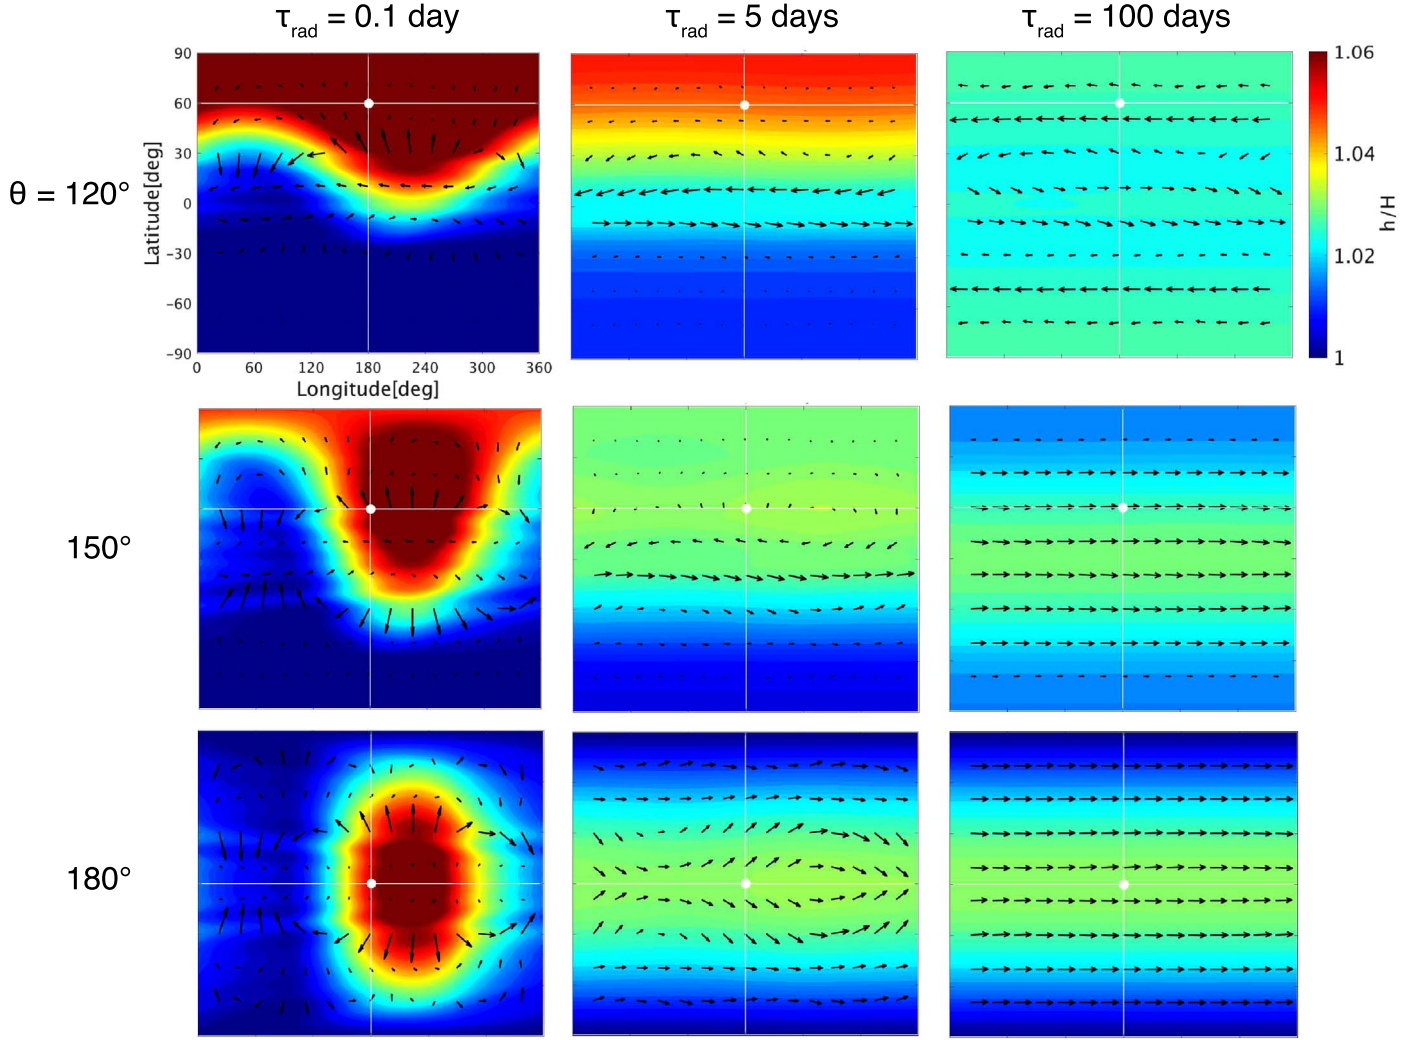 τrad = 0.1 day
τrad = 5 days
τrad = 100 days
θ = 120°
Latitude[deg]
90
60
30
0
−30
−60
−90
0 60 120 180 240 300 360
Longitude[deg]
1.06
1.04
1.02
1
h/H
150°
180°